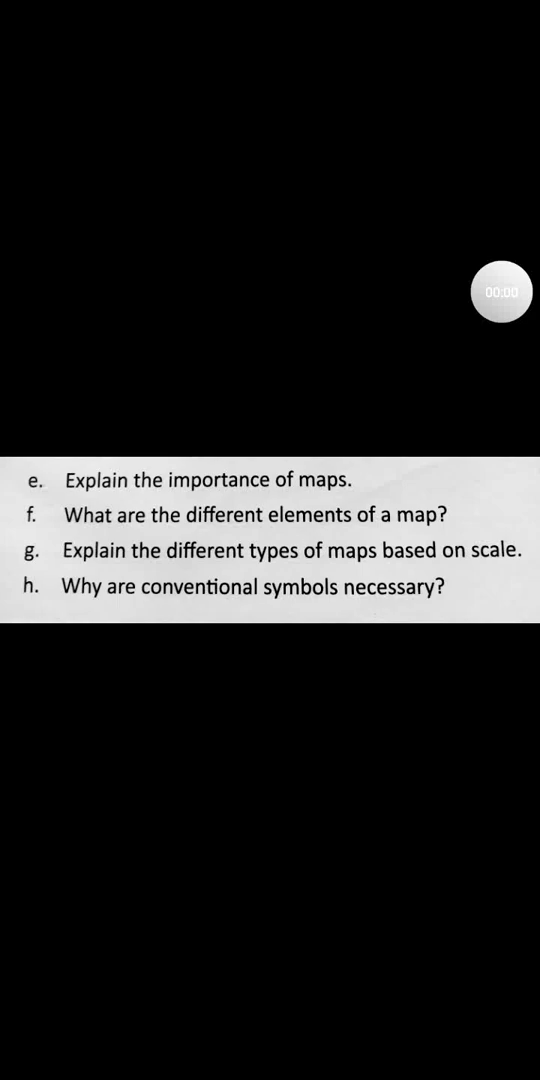 00:00
e. Explain the importance of maps.
f. What are the different elements of a map?
g. Explain the different types of maps based on scale.
h. Why are conventional symbols necessary?